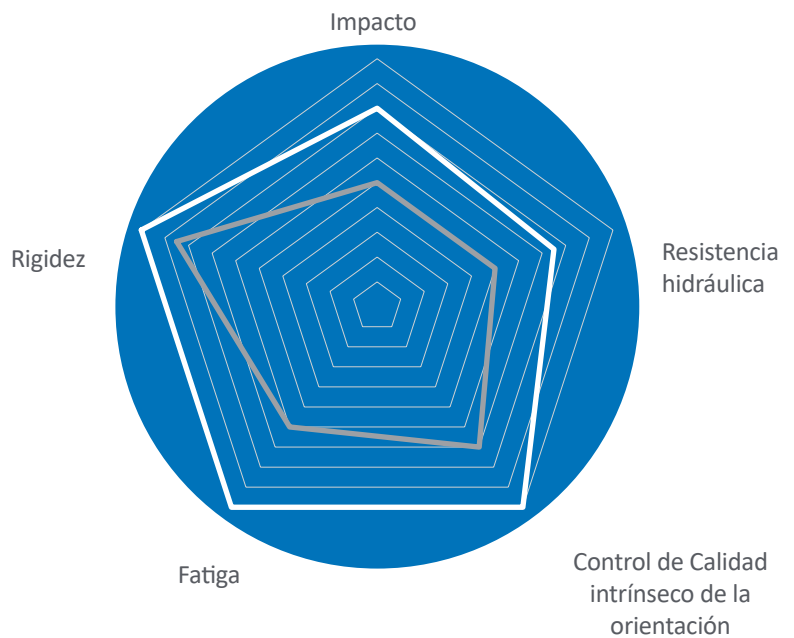 Impacto
Resistencia
hidráulica
Rigidez
Fatiga
Control de Calidad
intrínseco de la
orientación